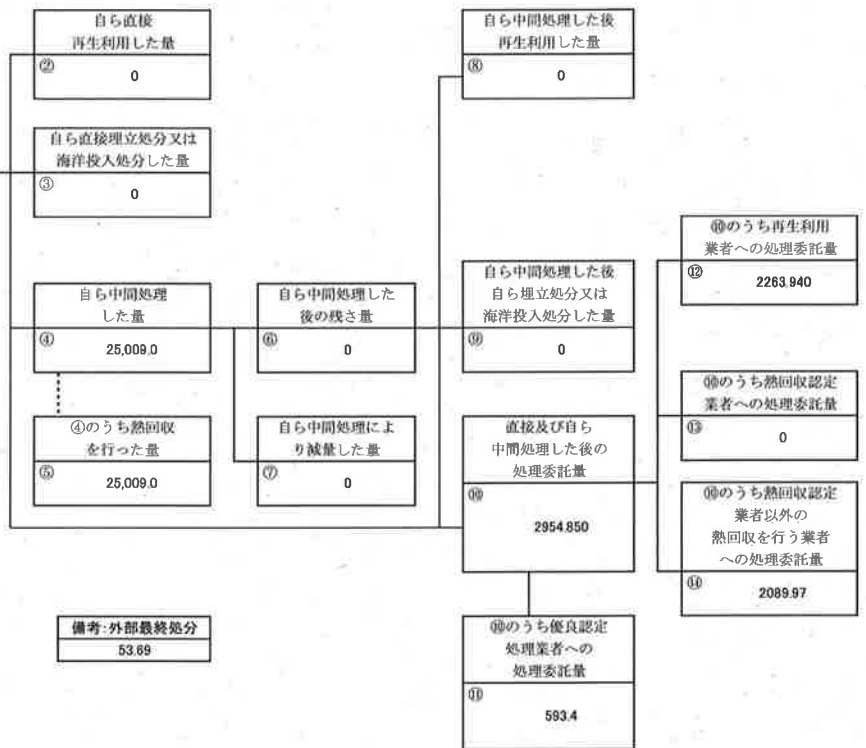 自ら直接
再生利用した量
②
0
自ら直接埋立処分又は
海洋投入処分した量
③
0
自ら中間処理
した量
④
25,009.0
④のうち熱回収
を行った量
⑤
25,009.0
自ら中間処理した
後の残さ量
⑥
0
自ら中間処理によ
り減量した量
⑦
0
自ら中間処理した後
再生利用した量
⑧
0
自ら中間処理した後
自ら埋立処分又は
海洋投入処分した量
⑨
0
直接及び自ら
中間処理した後の
処理委託量
⑩
2954.850
⑩のうち優良認定
処理業者への
処理委託量
⑪
593.4
⑩のうち再生利用
業者への処理委託量
⑫
2263.940
⑩のうち熱回収認定
業者への処理委託量
⑬
0
⑩のうち熱回収認定
業者以外の
熱回収を行う業者
への処理委託量
⑭
2089.97
備考:外部最終処分
53.69